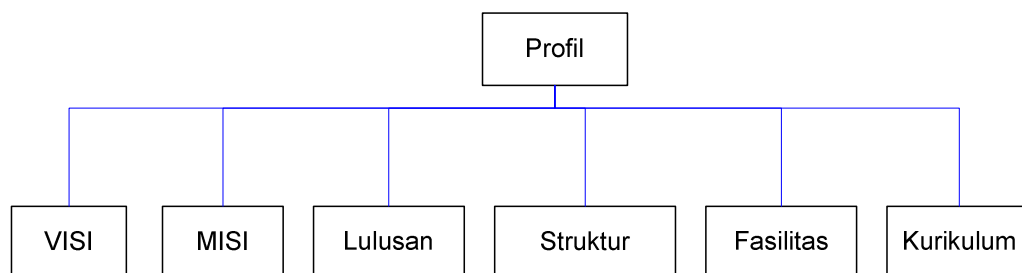 Profil
VISI
MISI
Lulusan
Struktur
Fasilitas
Kurikulum